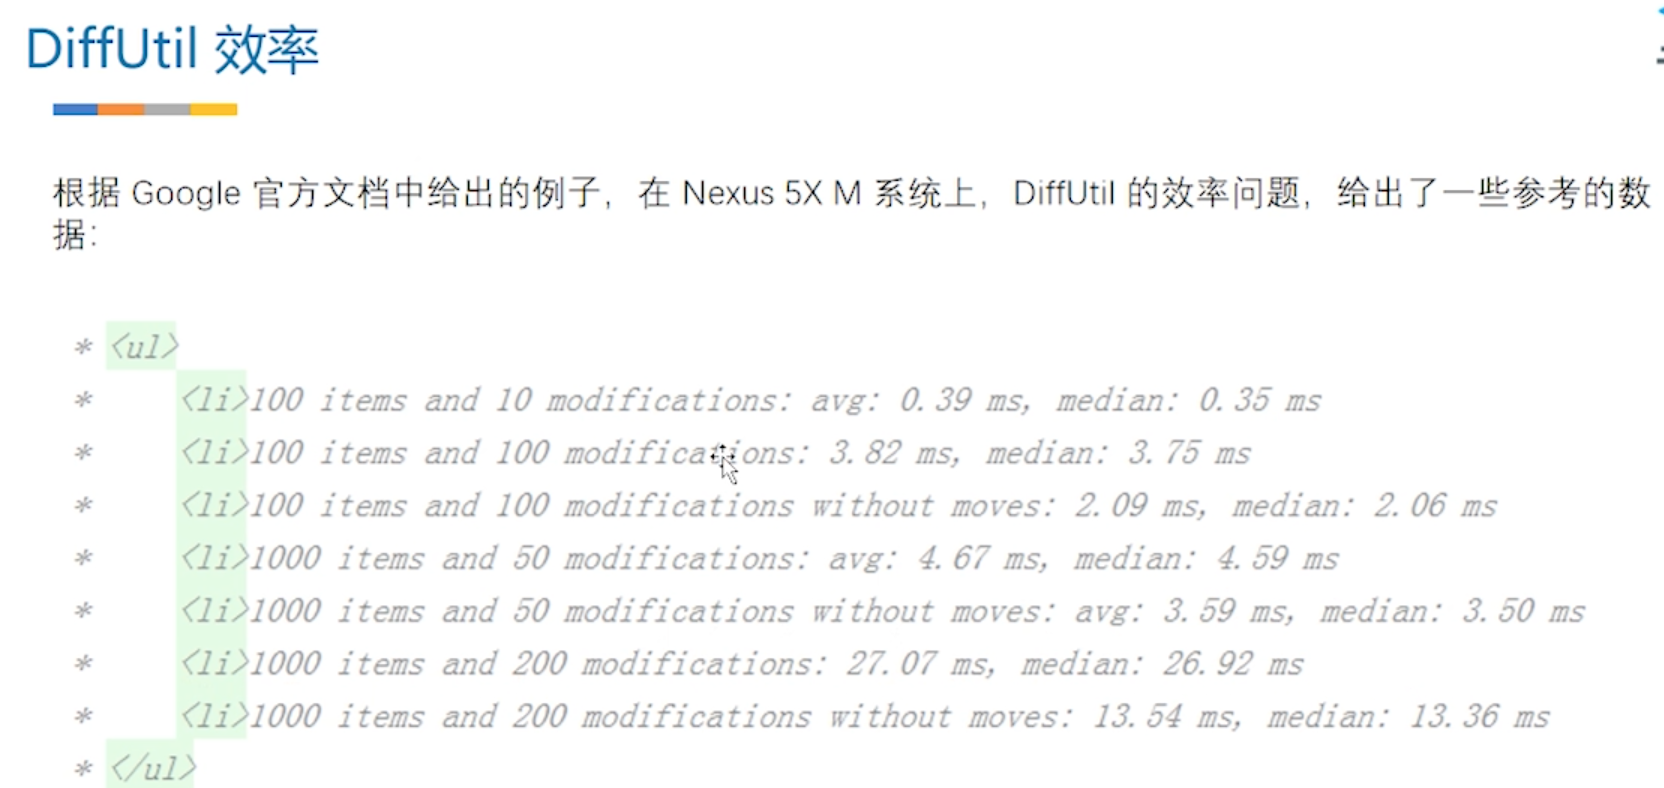 DiffUtil 效率
根据 Google 官方文档中给出的例子，在 Nexus 5X M 系统上，DiffUtil 的效率问题，给出了一些参考的数
据：
* <ul>
* <li>100 items and 10 modifications: avg: 0.39 ms, median: 0.35 ms
* <li>100 items and 100 modifications: 3.82 ms, median: 3.75 ms
* <li>100 items and 100 modifications without moves: 2.09 ms, median: 2.06 ms
* <li>1000 items and 50 modifications: avg: 4.67 ms, median: 4.59 ms
* <li>1000 items and 50 modifications without moves: avg: 3.59 ms, median: 3.50 ms
* <li>1000 items and 200 modifications: 27.07 ms, median: 26.92 ms
* <li>1000 items and 200 modifications without moves: 13.54 ms, median: 13.36 ms
* </ul>